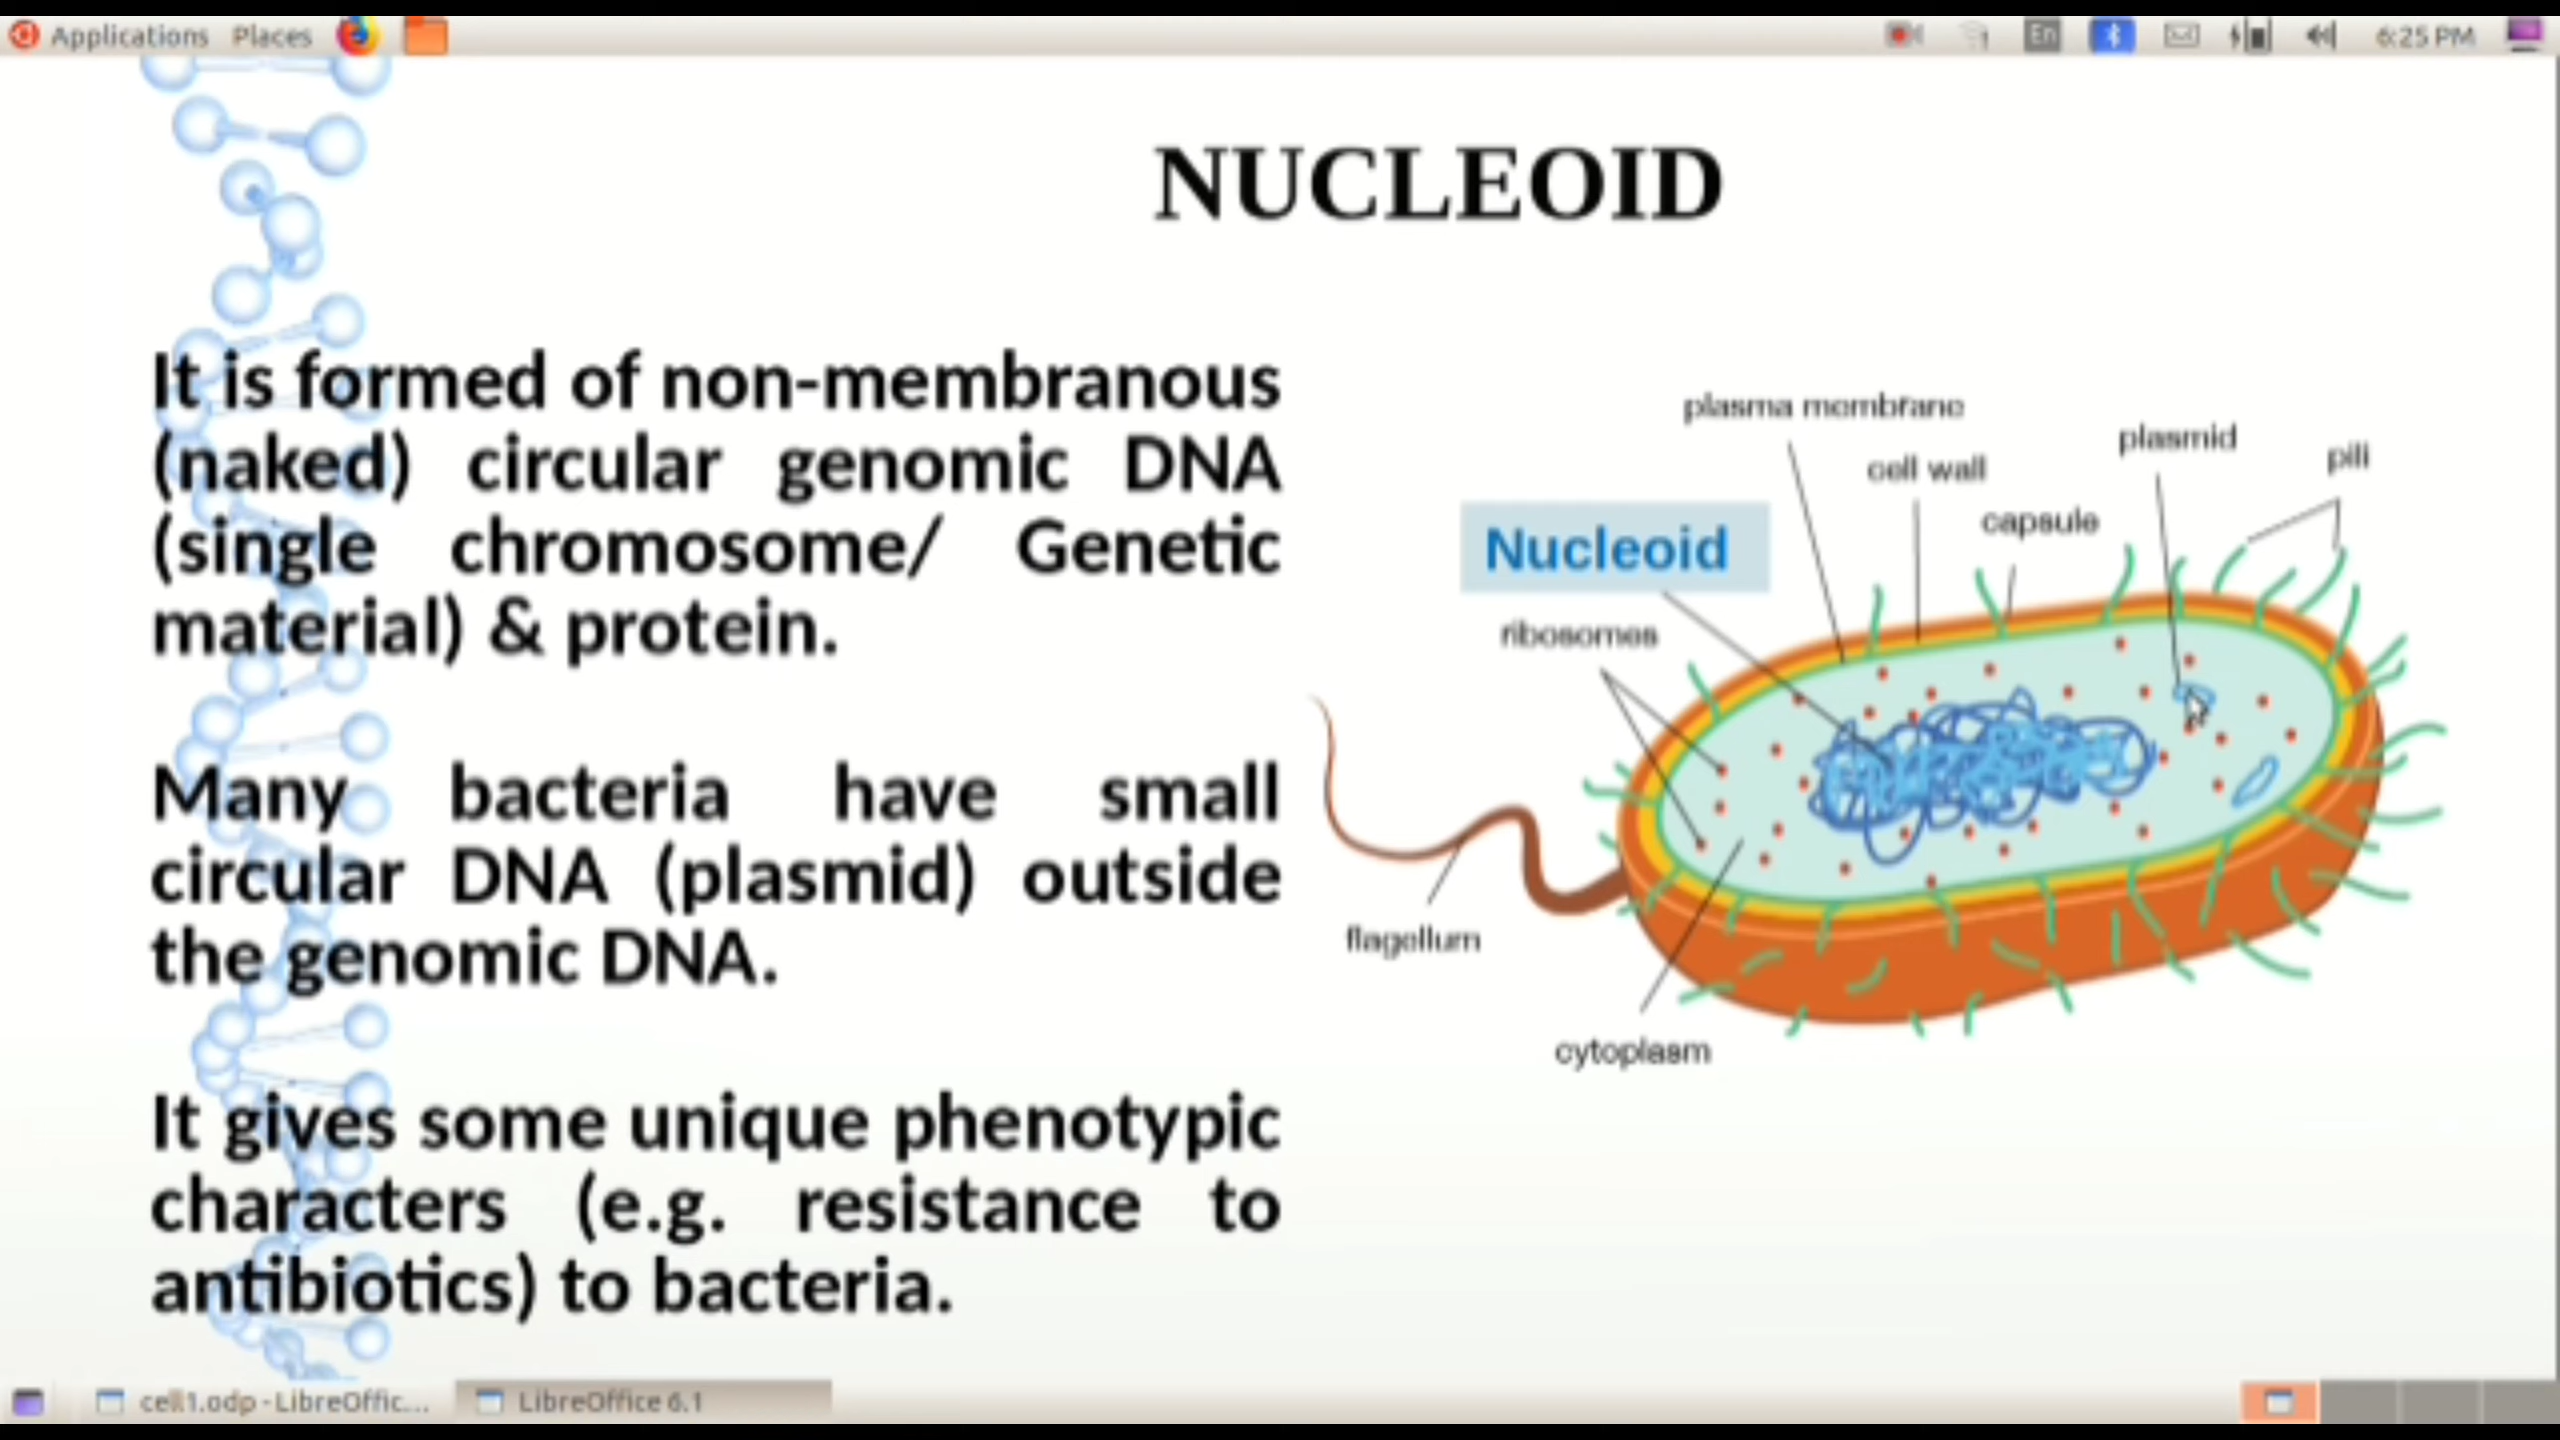 Applications Places
En
6:25 PM
NUCLEOID
It is formed of non-membranous
(naked) circular genomic DNA
(single chromosome/ Genetic
material) & protein.
Many bacteria have small
circular DNA (plasmid) outside
the genomic DNA.
It gives some unique phenotypic
characters (e.g. resistance to
antibiotics) to bacteria.
plasma membrane
cell wall
capsule
plasmid
pili
Nucleoid
ribosomes
flagellum
cytoplasm
cell1.odp - LibreOffic...
LibreOffice 6.1